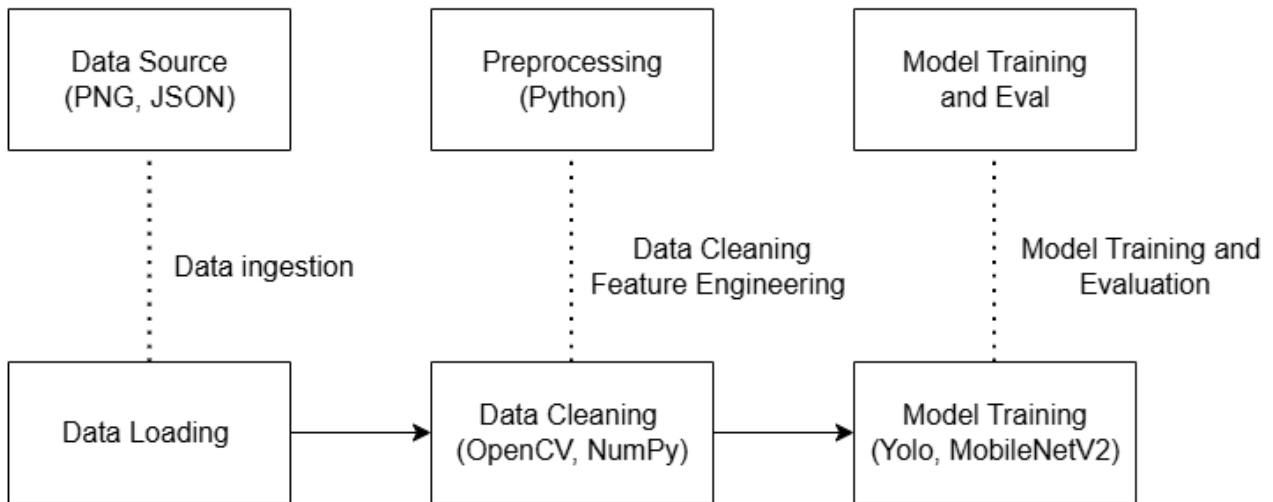 Data Source
(PNG, JSON)
Preprocessing
(Python)
Model Training
and Eval
Data ingestion
Data Cleaning
Feature Engineering
Model Training and
Evaluation
Data Loading
Data Cleaning
(OpenCV, NumPy)
Model Training
(Yolo, MobileNetV2)